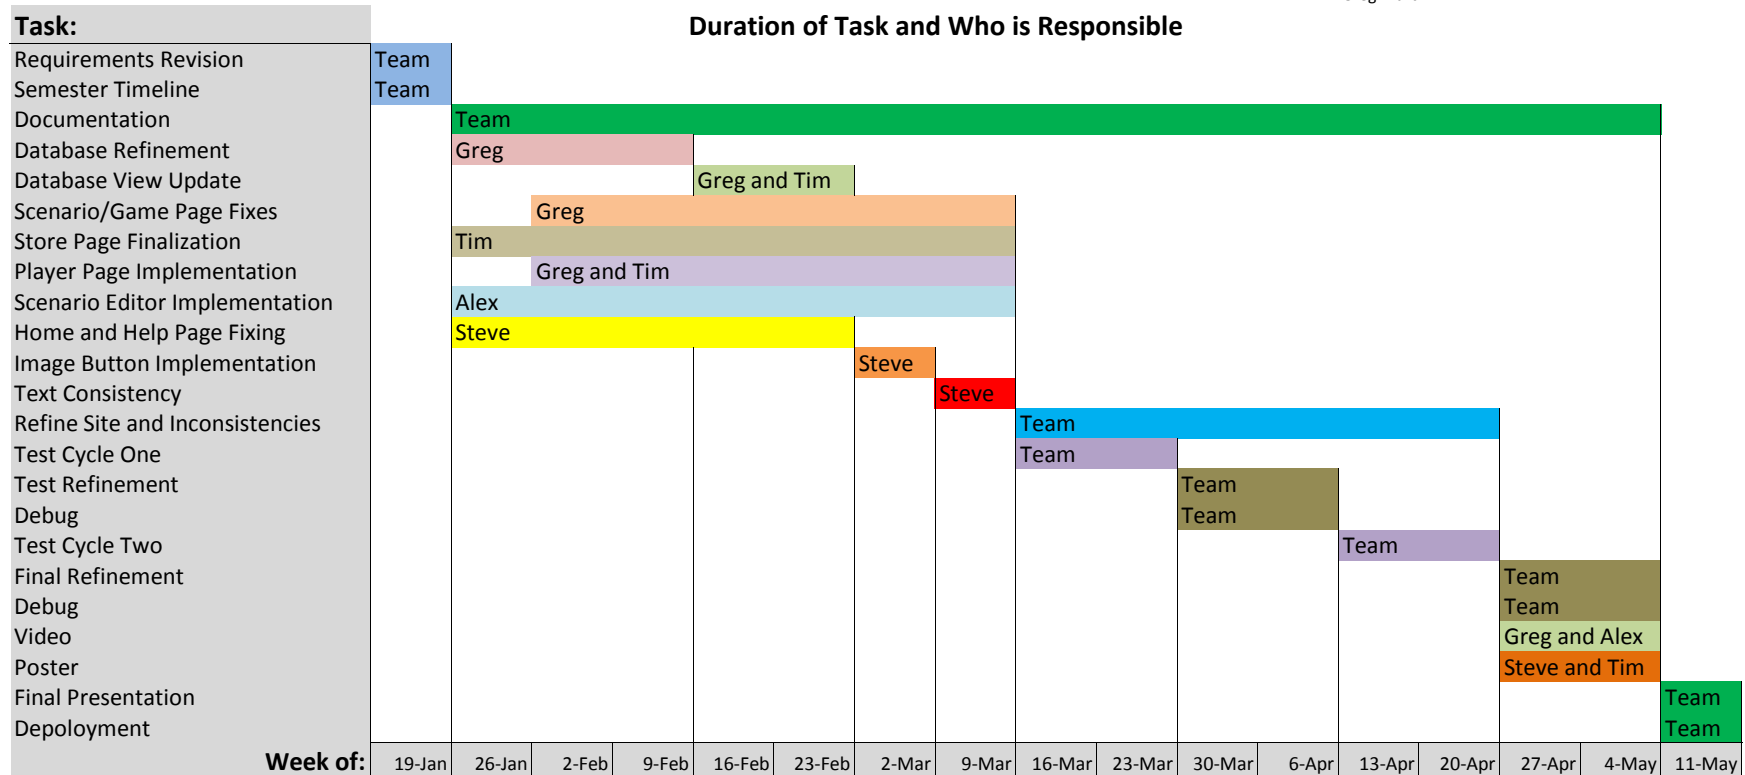 Task: Duration of Task and Who is Responsible
Requirements Revision Team
Semester Timeline Team
Documentation Team
Database Refinement Greg
Database View Update Greg and Tim
Scenario/Game Page Fixes Greg
Store Page Finalization Tim
Player Page Implementation Greg and Tim
Scenario Editor Implementation Alex
Home and Help Page Fixing Steve
Image Button Implementation Steve
Text Consistency Steve
Refine Site and Inconsistencies Team
Test Cycle One Team
Test Refinement Team
Debug Team
Test Cycle Two Team
Final Refinement Team
Debug Team
Video Greg and Alex
Poster Steve and Tim
Final Presentation Team
Depoloyment Team
Week of: 19-Jan 26-Jan 2-Feb 9-Feb 16-Feb 23-Feb 2-Mar 9-Mar 16-Mar 23-Mar 30-Mar 6-Apr 13-Apr 20-Apr 27-Apr 4-May 11-May